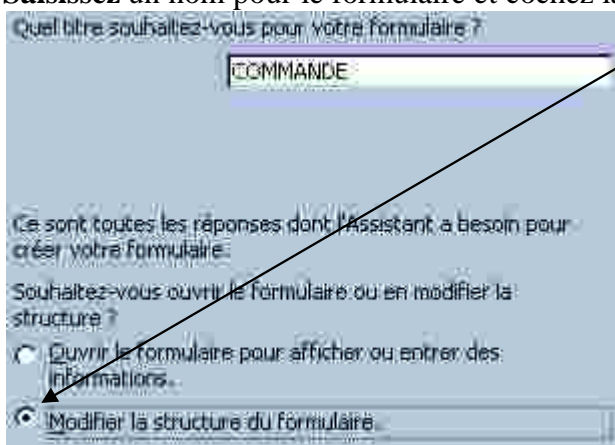 Saisissez un nom pour le formulaire et cochez la
Quel titre souhaitez-vous pour votre formulaire ?
COMMANDE
Ce sont toutes les réponses dont l'Assistant a besoin pour
créer votre formulaire.
Souhaitez-vous ouvrir le formulaire ou en modifier la
structure ?
Ouvrir le formulaire pour afficher ou entrer des
informations.
Modifier la structure du formulaire.